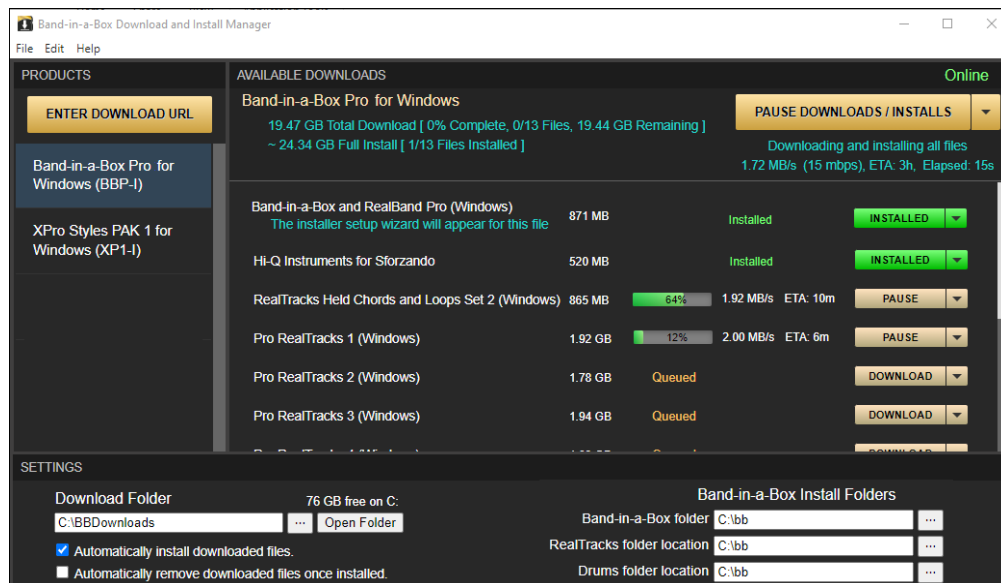 Band-in-a-Box Download and Install Manager
File Edit Help
PRODUCTS
ENTER DOWNLOAD URL
Band-in-a-Box Pro for
Windows (BBP-I)
XPro Styles PAK 1 for
Windows (XP1-I)
AVAILABLE DOWNLOADS
Online
Band-in-a-Box Pro for Windows
19.47 GB Total Download [ 0% Complete, 0/13 Files, 19.44 GB Remaining ]
~ 24.34 GB Full Install [ 1/13 Files Installed ]
PAUSE DOWNLOADS / INSTALLS
Downloading and installing all files
1.72 MB/s (15 mbps), ETA: 3h, Elapsed: 15s
Band-in-a-Box and RealBand Pro (Windows) 871 MB Installed INSTALLED
The installer setup wizard will appear for this file
Hi-Q Instruments for Sforzando 520 MB Installed INSTALLED
RealTracks Held Chords and Loops Set 2 (Windows) 865 MB 64% 1.92 MB/s ETA: 10m PAUSE
Pro RealTracks 1 (Windows) 1.92 GB 12% 2.00 MB/s ETA: 6m PAUSE
Pro RealTracks 2 (Windows) 1.78 GB Queued DOWNLOAD
Pro RealTracks 3 (Windows) 1.94 GB Queued DOWNLOAD
SETTINGS
Download Folder 76 GB free on C:
C:\BBDownloads ... Open Folder
Automatically install downloaded files.
Automatically remove downloaded files once installed.
Band-in-a-Box Install Folders
Band-in-a-Box folder C:\bb ...
RealTracks folder location C:\bb ...
Drums folder location C:\bb ...